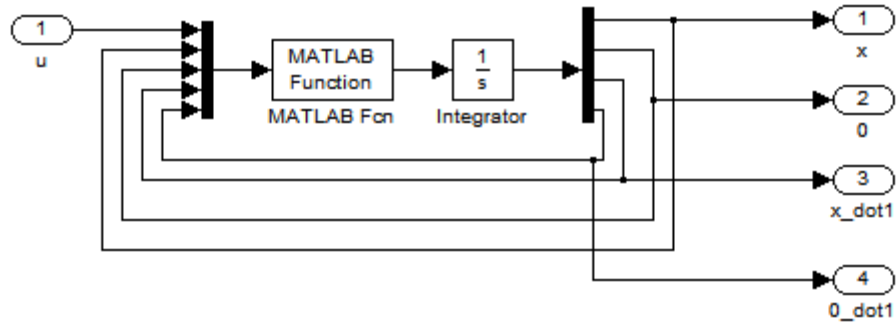 1
u
MATLAB
Function
MATLAB Fcn
1
s
Integrator
1
x
2
0
3
x_dot1
4
0_dot1